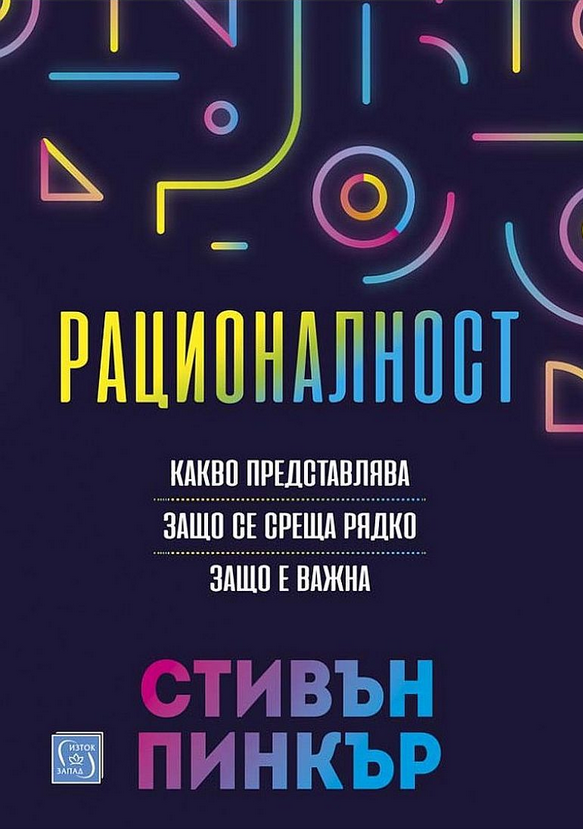 РАЦИОНАЛНОСТ
КАКВО ПРЕДСТАВЛЯВА
ЗАЩО СЕ СРЕЩА РЯДКО
ЗАЩО Е ВАЖНА
СТИВЪН
ПИНКЪР
ИЗТОК
ЗАПАД